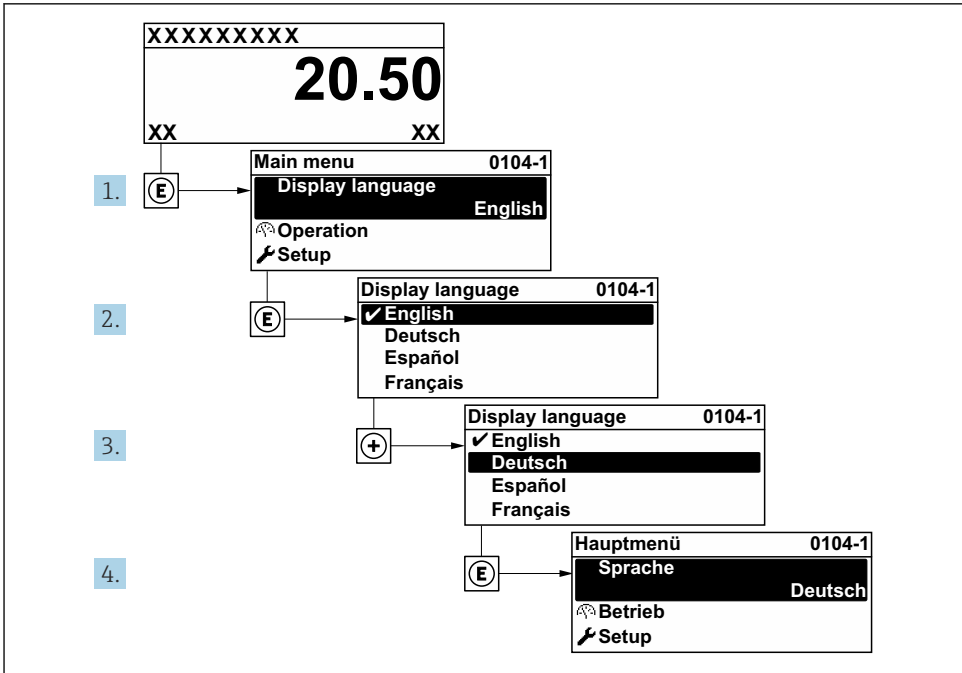 XXXXXXXXX
20.50
XX XX
1. E
Main menu 0104-1
Display language
English
Operation
Setup
2. E
Display language 0104-1
✔ English
Deutsch
Español
Français
3. +
Display language 0104-1
✔ English
Deutsch
Español
Français
4. E
Hauptmenü 0104-1
Sprache
Deutsch
Betrieb
Setup